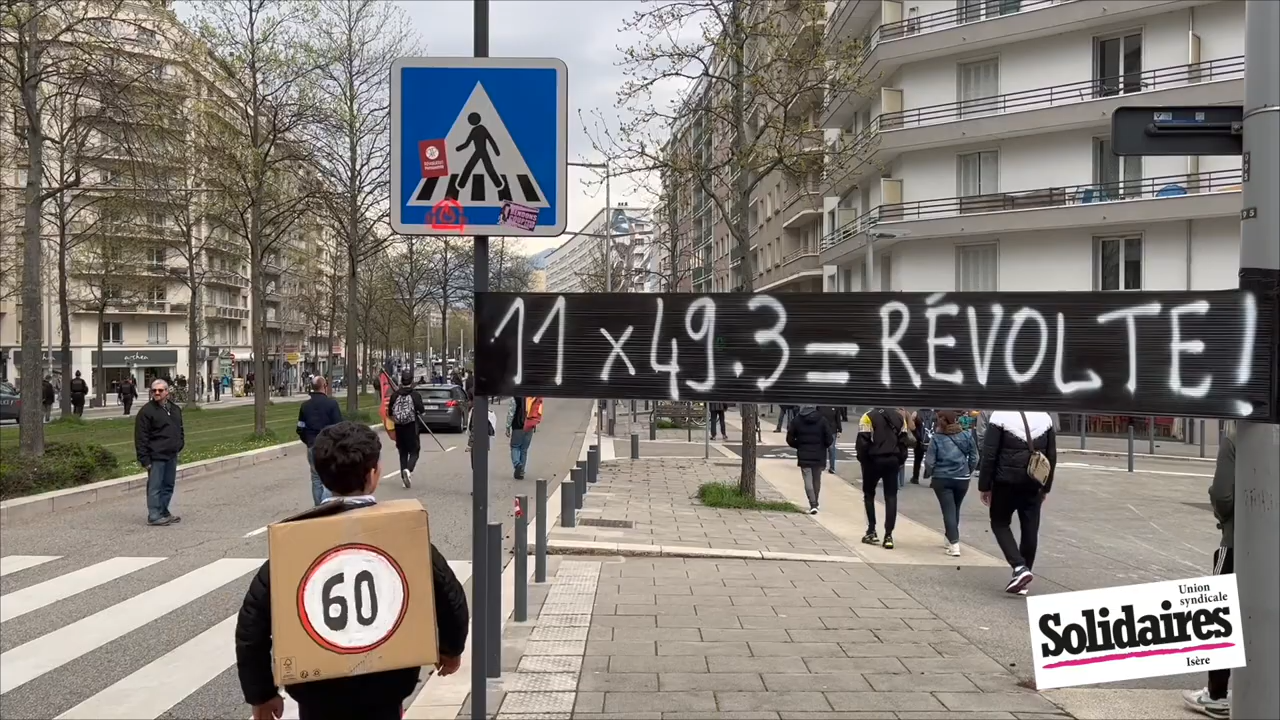 11 x 49.3 = RÉVOLTE!
60
Union
syndicale
Solidaires
Isère